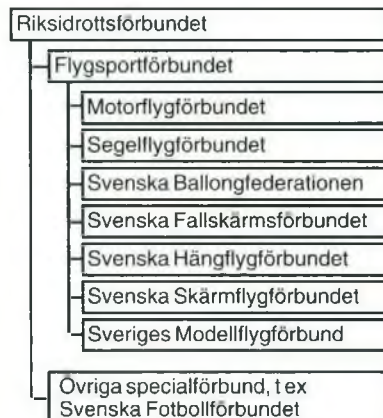 Riksidrottsförbundet
Flygsportförbundet
Motorflygförbundet
Segelflygförbundet
Svenska Ballongfederationen
Svenska Fallskärmsförbundet
Svenska Hängflygförbundet
Svenska Skärmflygförbundet
Sveriges Modellflygförbund
Övriga specialförbund, t ex
Svenska Fotbollförbundet